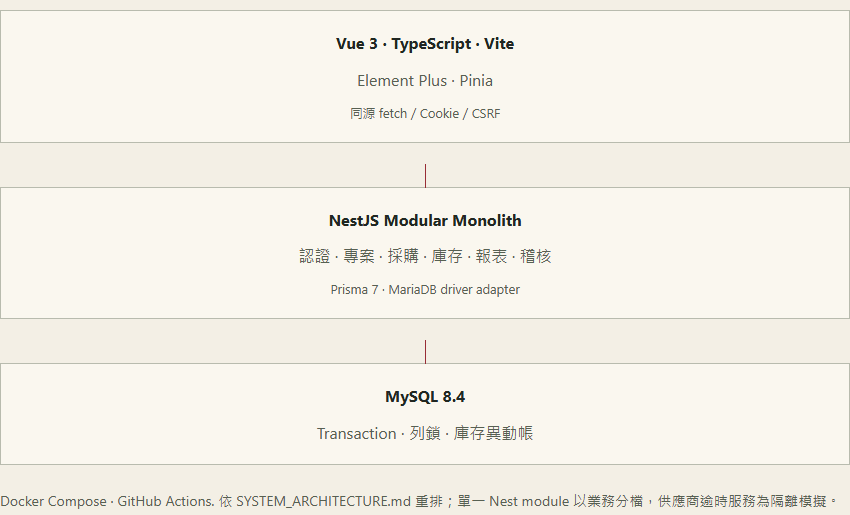 Vue 3 · TypeScript · Vite
Element Plus · Pinia
同源 fetch / Cookie / CSRF
NestJS Modular Monolith
認證 · 專案 · 採購 · 庫存 · 報表 · 稽核
Prisma 7 · MariaDB driver adapter
MySQL 8.4
Transaction · 列鎖 · 庫存異動帳
Docker Compose · GitHub Actions. 依 SYSTEM_ARCHITECTURE.md 重排；單一 Nest module 以業務分檔，供應商逾時服務為隔離模擬。